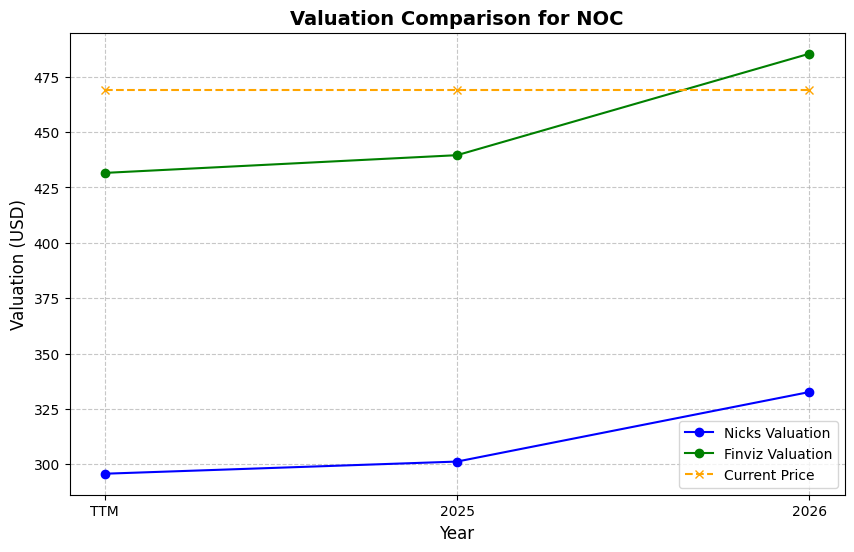 Valuation Comparison for NOC
Valuation (USD)
475
450
425
400
375
350
325
300
TTM
2025
2026
Year
Nicks Valuation
Finviz Valuation
Current Price